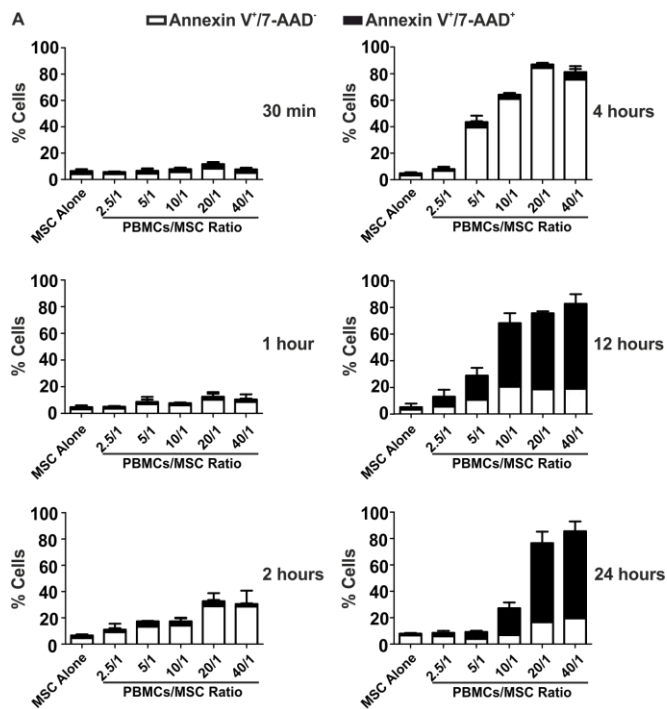 A
Annexin V⁺/7-AAD⁻ Annexin V⁺/7-AAD⁺
% Cells
100
80
60
40
20
0
30 min
MSC Alone 2.5/1 5/1 10/1 20/1 40/1
PBMCs/MSC Ratio
% Cells
100
80
60
40
20
0
4 hours
MSC Alone 2.5/1 5/1 10/1 20/1 40/1
PBMCs/MSC Ratio
% Cells
100
80
60
40
20
0
1 hour
MSC Alone 2.5/1 5/1 10/1 20/1 40/1
PBMCs/MSC Ratio
% Cells
100
80
60
40
20
0
12 hours
MSC Alone 2.5/1 5/1 10/1 20/1 40/1
PBMCs/MSC Ratio
% Cells
100
80
60
40
20
0
2 hours
MSC Alone 2.5/1 5/1 10/1 20/1 40/1
PBMCs/MSC Ratio
% Cells
100
80
60
40
20
0
24 hours
MSC Alone 2.5/1 5/1 10/1 20/1 40/1
PBMCs/MSC Ratio